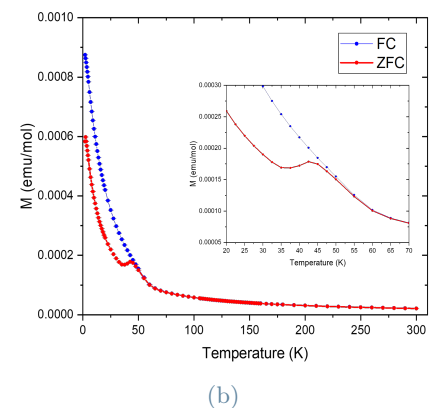 0.0010
0.0008
0.0006
0.0004
0.0002
0.0000
M (emu/mol)
FC
ZFC
0.00030
0.00025
0.00020
0.00015
0.00010
0.00005
M (emu/mol)
20 25 30 35 40 45 50 55 60 65 70
Temperature (K)
0 50 100 150 200 250 300
Temperature (K)
(b)